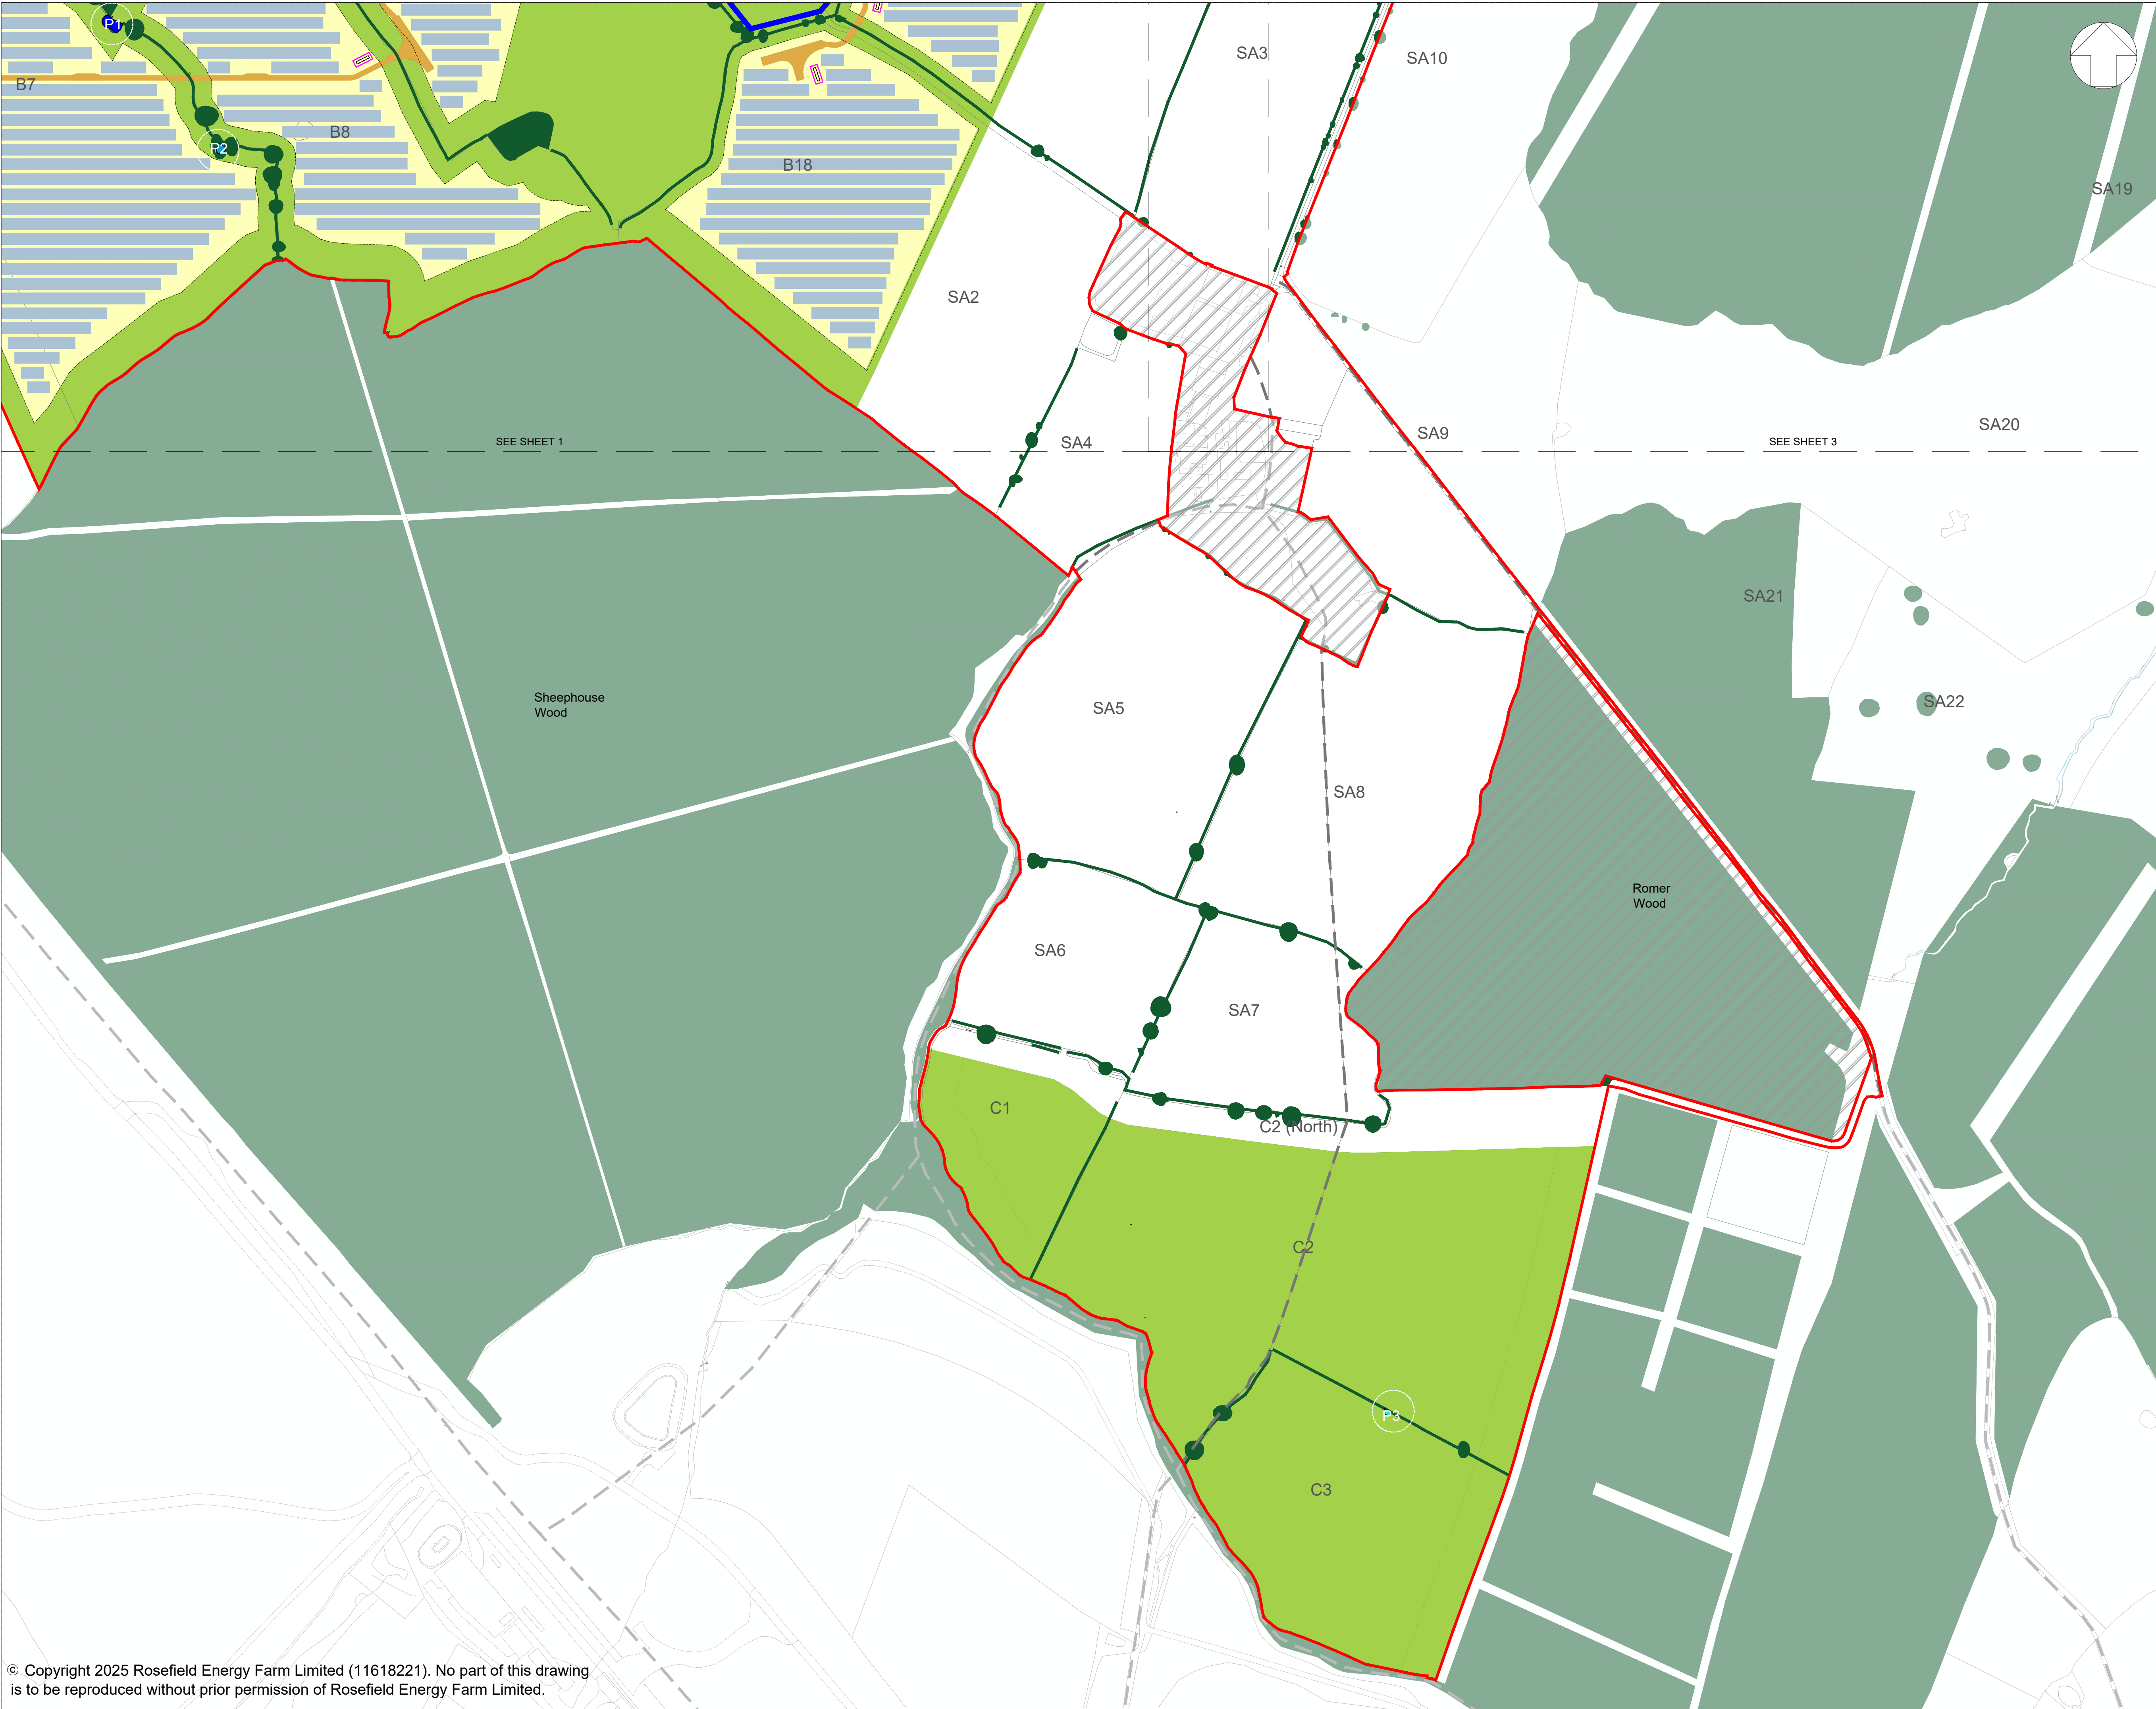 P1
SA3
SA10
B7
B8
P2
B18
SA19
SA2
SA4
SA9
SA20
SEE SHEET 1
SEE SHEET 3
SA21
Sheephouse
Wood
SA5
SA22
SA8
Romer
Wood
SA6
SA7
C1
C2 (North)
C2
P3
C3
© Copyright 2025 Rosefield Energy Farm Limited (11618221). No part of this drawing
is to be reproduced without prior permission of Rosefield Energy Farm Limited.